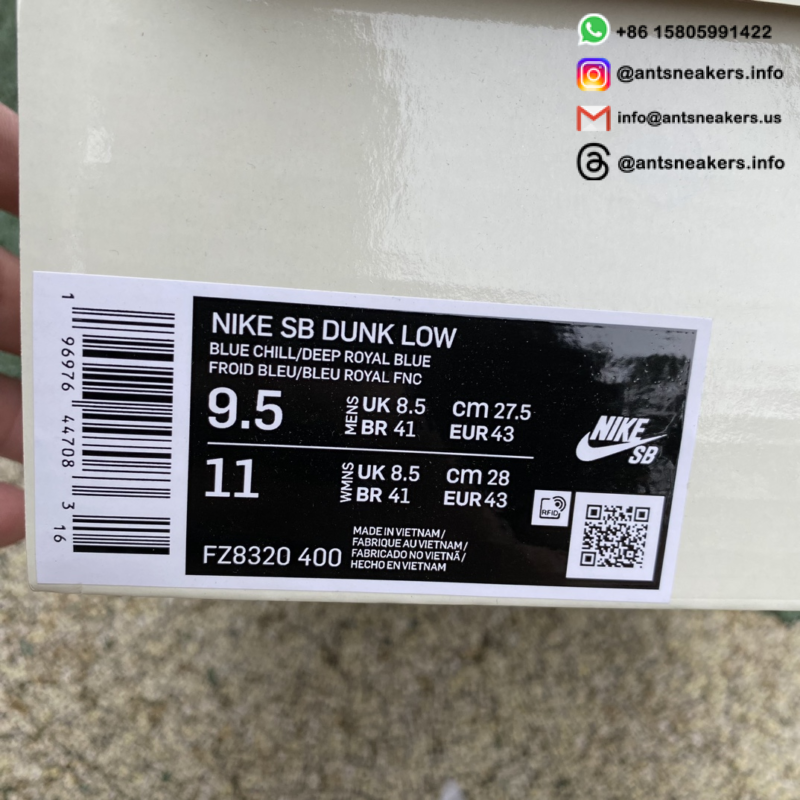 +86 15805991422
@antsneakers.info
info@antsneakers.us
@antsneakers.info
NIKE SB DUNK LOW
BLUE CHILL/DEEP ROYAL BLUE
FROID BLEU/BLEU ROYAL FNC
9.5 MENS UK 8.5 cm 27.5
BR 41 EUR 43
11 WMNS UK 8.5 cm 28
BR 41 EUR 43
NIKE
SB
RFID
FZ8320 400
MADE IN VIETNAM/
FABRIQUE AU VIETNAM/
FABRICADO NO VIETNÃ/
HECHO EN VIETNAM
1 96976 44708 3 16